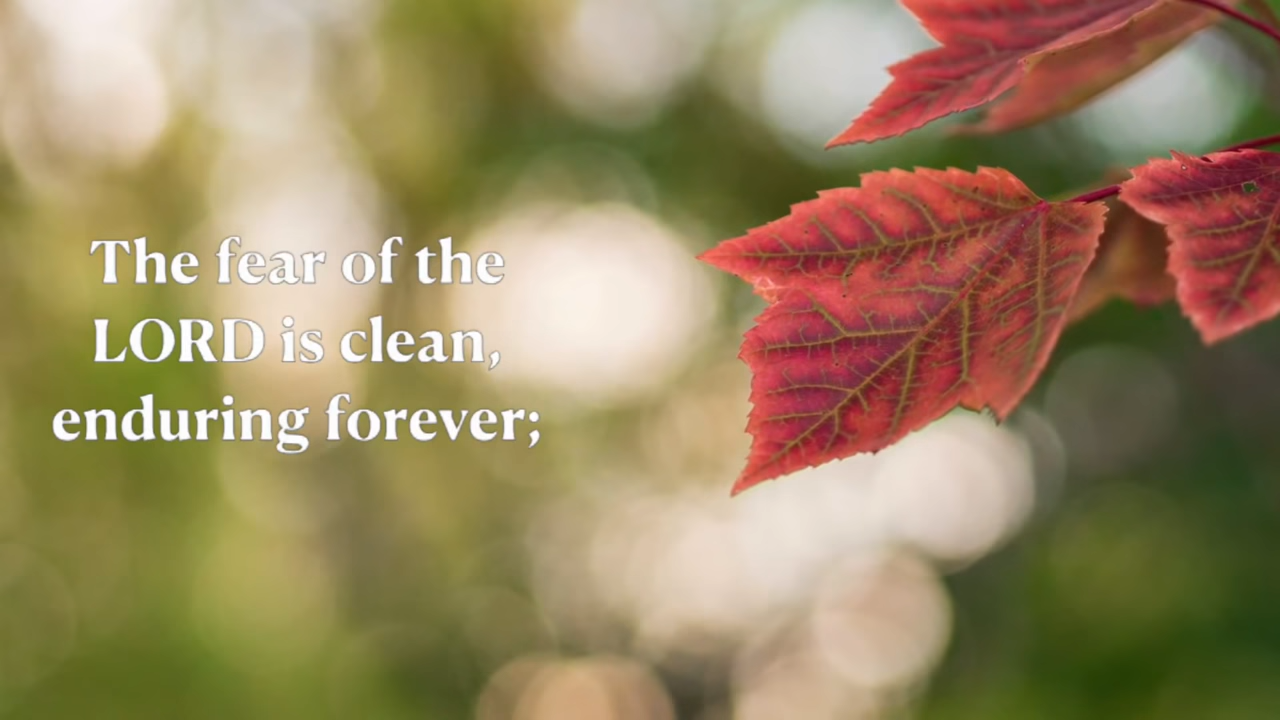 The fear of the
LORD is clean,
enduring forever;